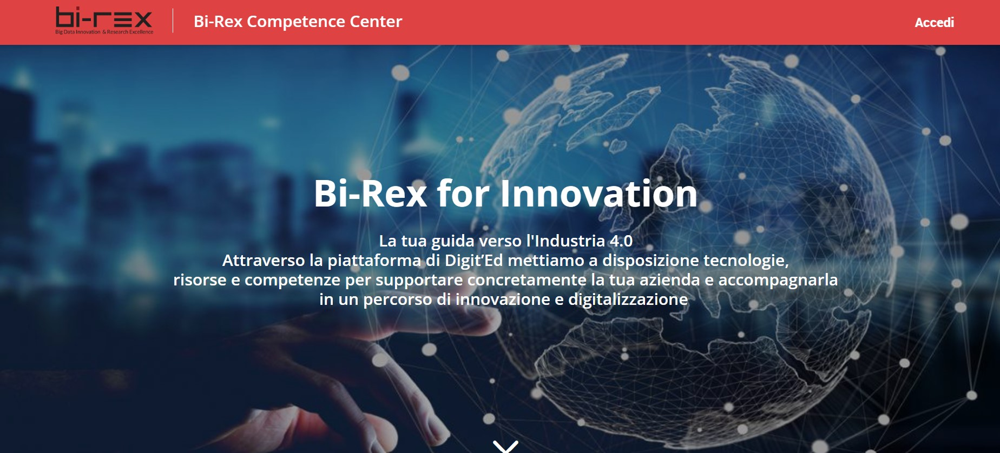 bi-rex
Big Data Innovation & Research Excellence
Bi-Rex Competence Center
Accedi
Bi-Rex for Innovation
La tua guida verso l'Industria 4.0
Attraverso la piattaforma di Digit’Ed mettiamo a disposizione tecnologie,
risorse e competenze per supportare concretamente la tua azienda e accompagnarla
in un percorso di innovazione e digitalizzazione